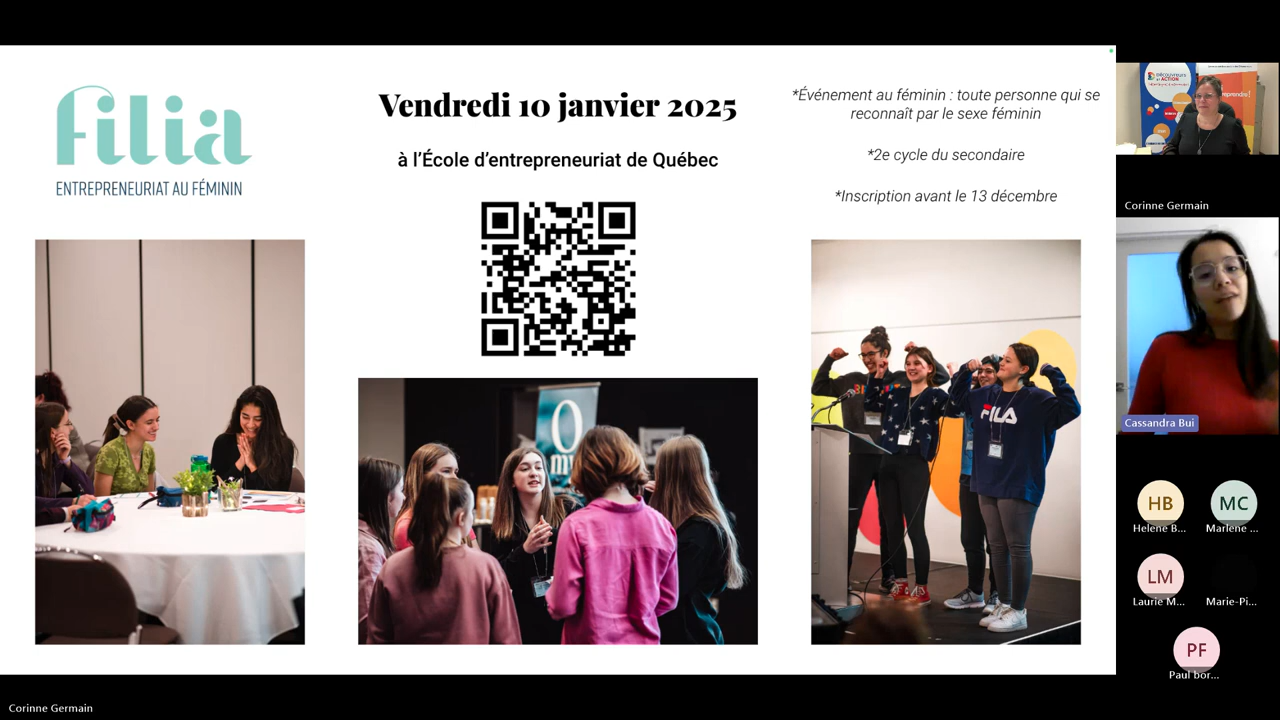 filia
ENTREPRENEURIAT AU FÉMININ
Vendredi 10 janvier 2025
à l'École d'entrepreneuriat de Québec
*Événement au féminin : toute personne qui se
reconnaît par le sexe féminin
*2e cycle du secondaire
*Inscription avant le 13 décembre
FILA
Corinne Germain
Cassandra Bui
HB
Helene B...
MC
Marlene ...
LM
Laurie M...
Marie-Pi...
PF
Paul bor...
Corinne Germain